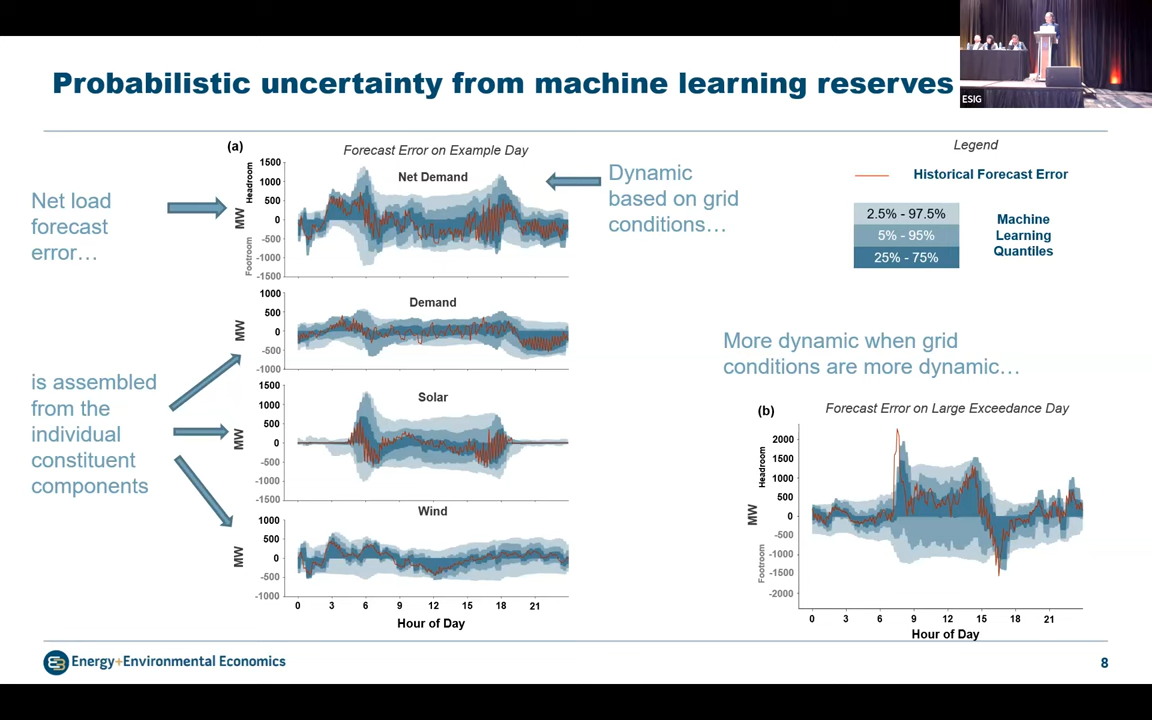 Probabilistic uncertainty from machine learning reserves
ESIG
Net load
forecast
error…
is assembled
from the
individual
constituent
components
(a)
Forecast Error on Example Day
Net Demand
MW
Headroom
Footroom
1500
1000
500
0
-500
-1000
-1500
Demand
MW
1000
500
0
-500
-1000
Solar
MW
1500
1000
500
0
-500
-1000
-1500
Wind
MW
1000
500
0
-500
-1000
0 3 6 9 12 15 18 21
Hour of Day
Dynamic
based on grid
conditions…
Legend
Historical Forecast Error
2.5% - 97.5%
5% - 95%
25% - 75%
Machine
Learning
Quantiles
More dynamic when grid
conditions are more dynamic…
(b)
Forecast Error on Large Exceedance Day
MW
Headroom
Footroom
2000
1500
1000
500
0
-500
-1000
-1500
-2000
0 3 6 9 12 15 18 21
Hour of Day
Energy+Environmental Economics
8